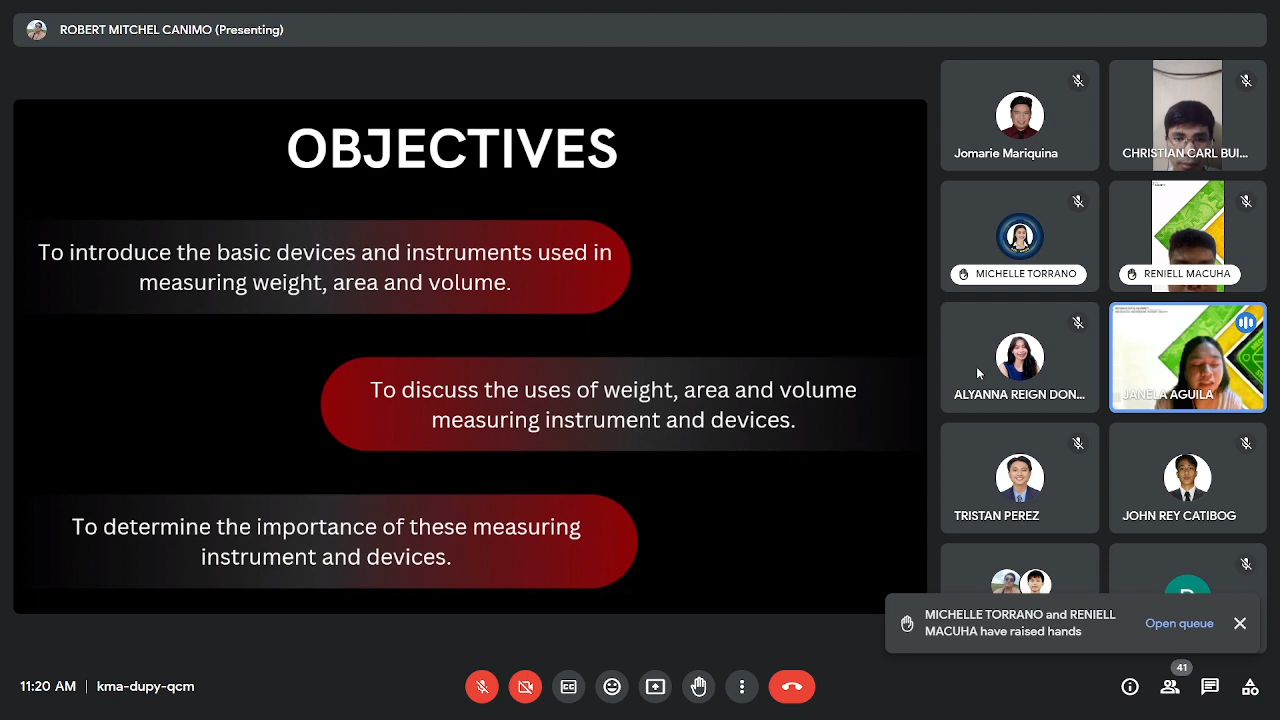 ROBERT MITCHEL CANIMO (Presenting)
OBJECTIVES
To introduce the basic devices and instruments used in
measuring weight, area and volume.
To discuss the uses of weight, area and volume
measuring instrument and devices.
To determine the importance of these measuring
instrument and devices.
Jomarie Mariquina
CHRISTIAN CARL BUI...
MICHELLE TORRANO
RENIELL MACUHA
ALYANNA REIGN DON...
JANELA AGUILA
TRISTAN PEREZ
JOHN REY CATIBOG
MICHELLE TORRANO and RENIELL
MACUHA have raised hands
Open queue
11:20 AM | kma-dupy-qcm
41